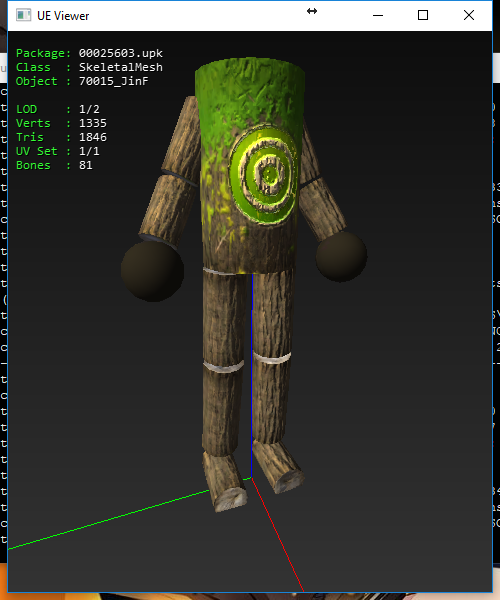 UE Viewer
Package: 00025603.upk
Class : SkeletalMesh
Object : 70015_JinF
LOD : 1/2
Verts : 1335
Tris : 1846
UV Set : 1/1
Bones : 81